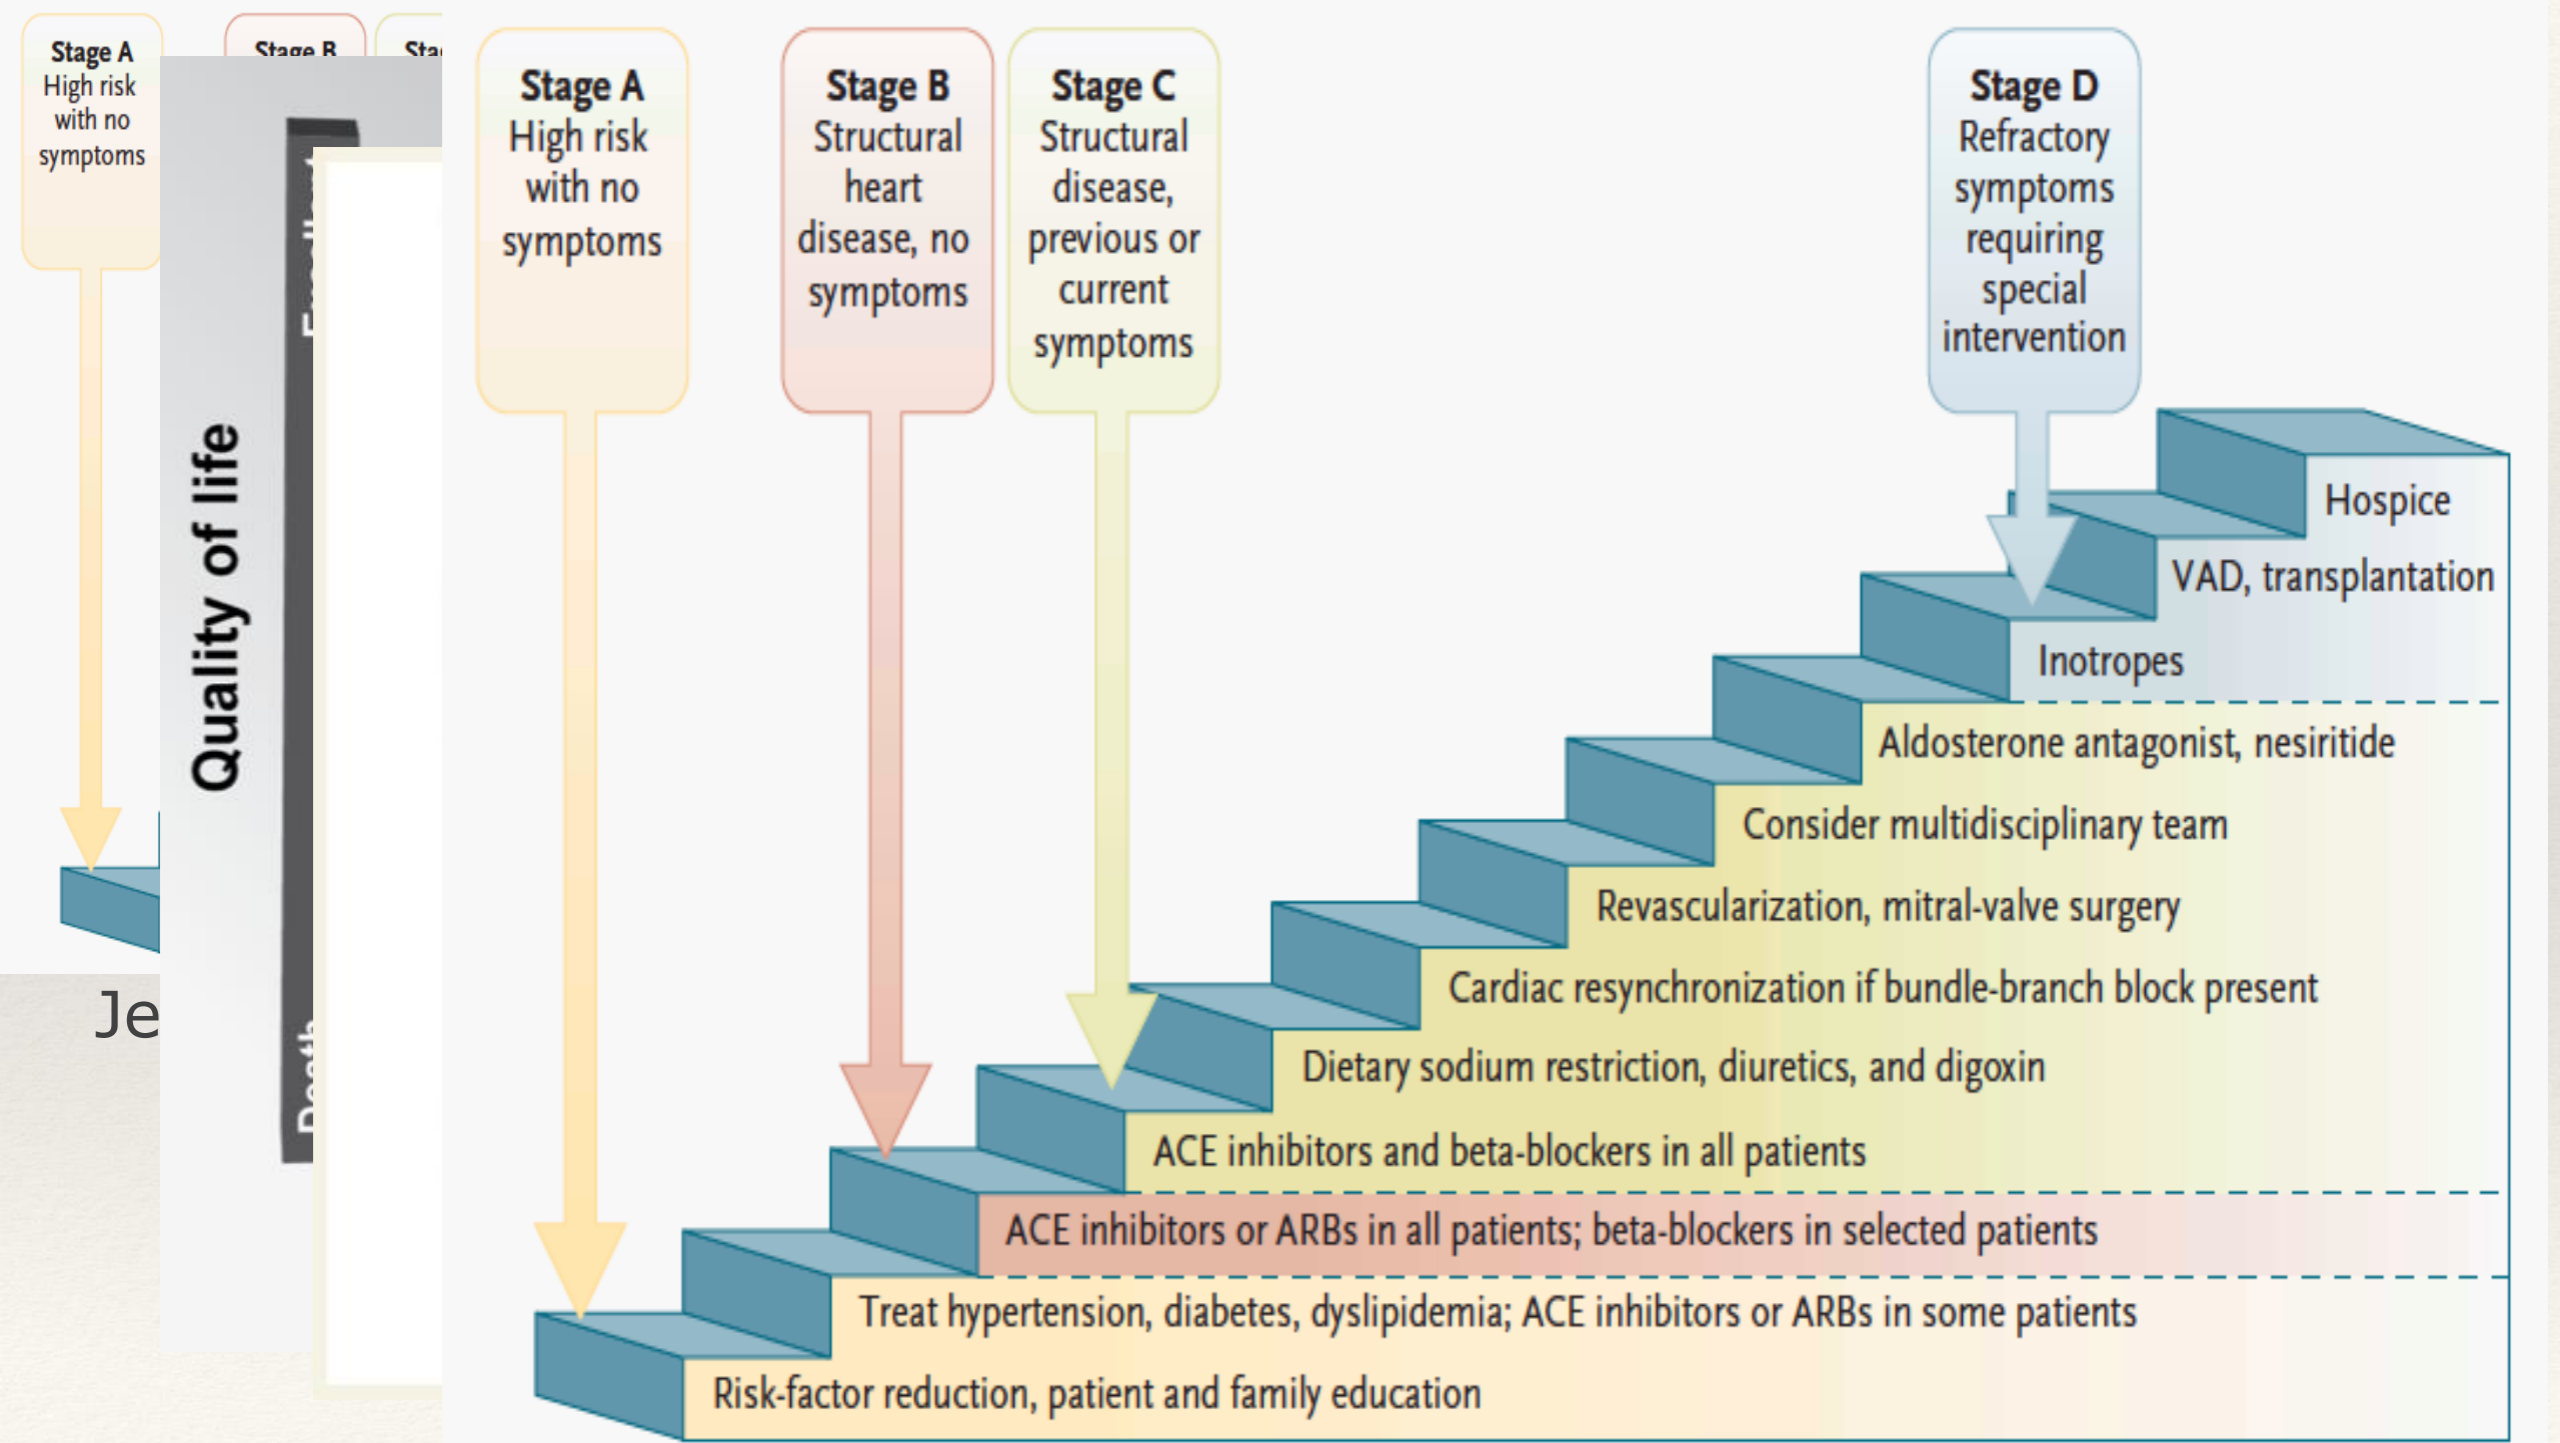 Stage A
High risk
with no
symptoms
Stage B
Quality of life
Je
Stage A
High risk
with no
symptoms
Stage B
Structural
heart
disease, no
symptoms
Stage C
Structural
disease,
previous or
current
symptoms
Stage D
Refractory
symptoms
requiring
special
intervention
Hospice
VAD, transplantation
Inotropes
Aldosterone antagonist, nesiritide
Consider multidisciplinary team
Revascularization, mitral-valve surgery
Cardiac resynchronization if bundle-branch block present
Dietary sodium restriction, diuretics, and digoxin
ACE inhibitors and beta-blockers in all patients
ACE inhibitors or ARBs in all patients; beta-blockers in selected patients
Treat hypertension, diabetes, dyslipidemia; ACE inhibitors or ARBs in some patients
Risk-factor reduction, patient and family education